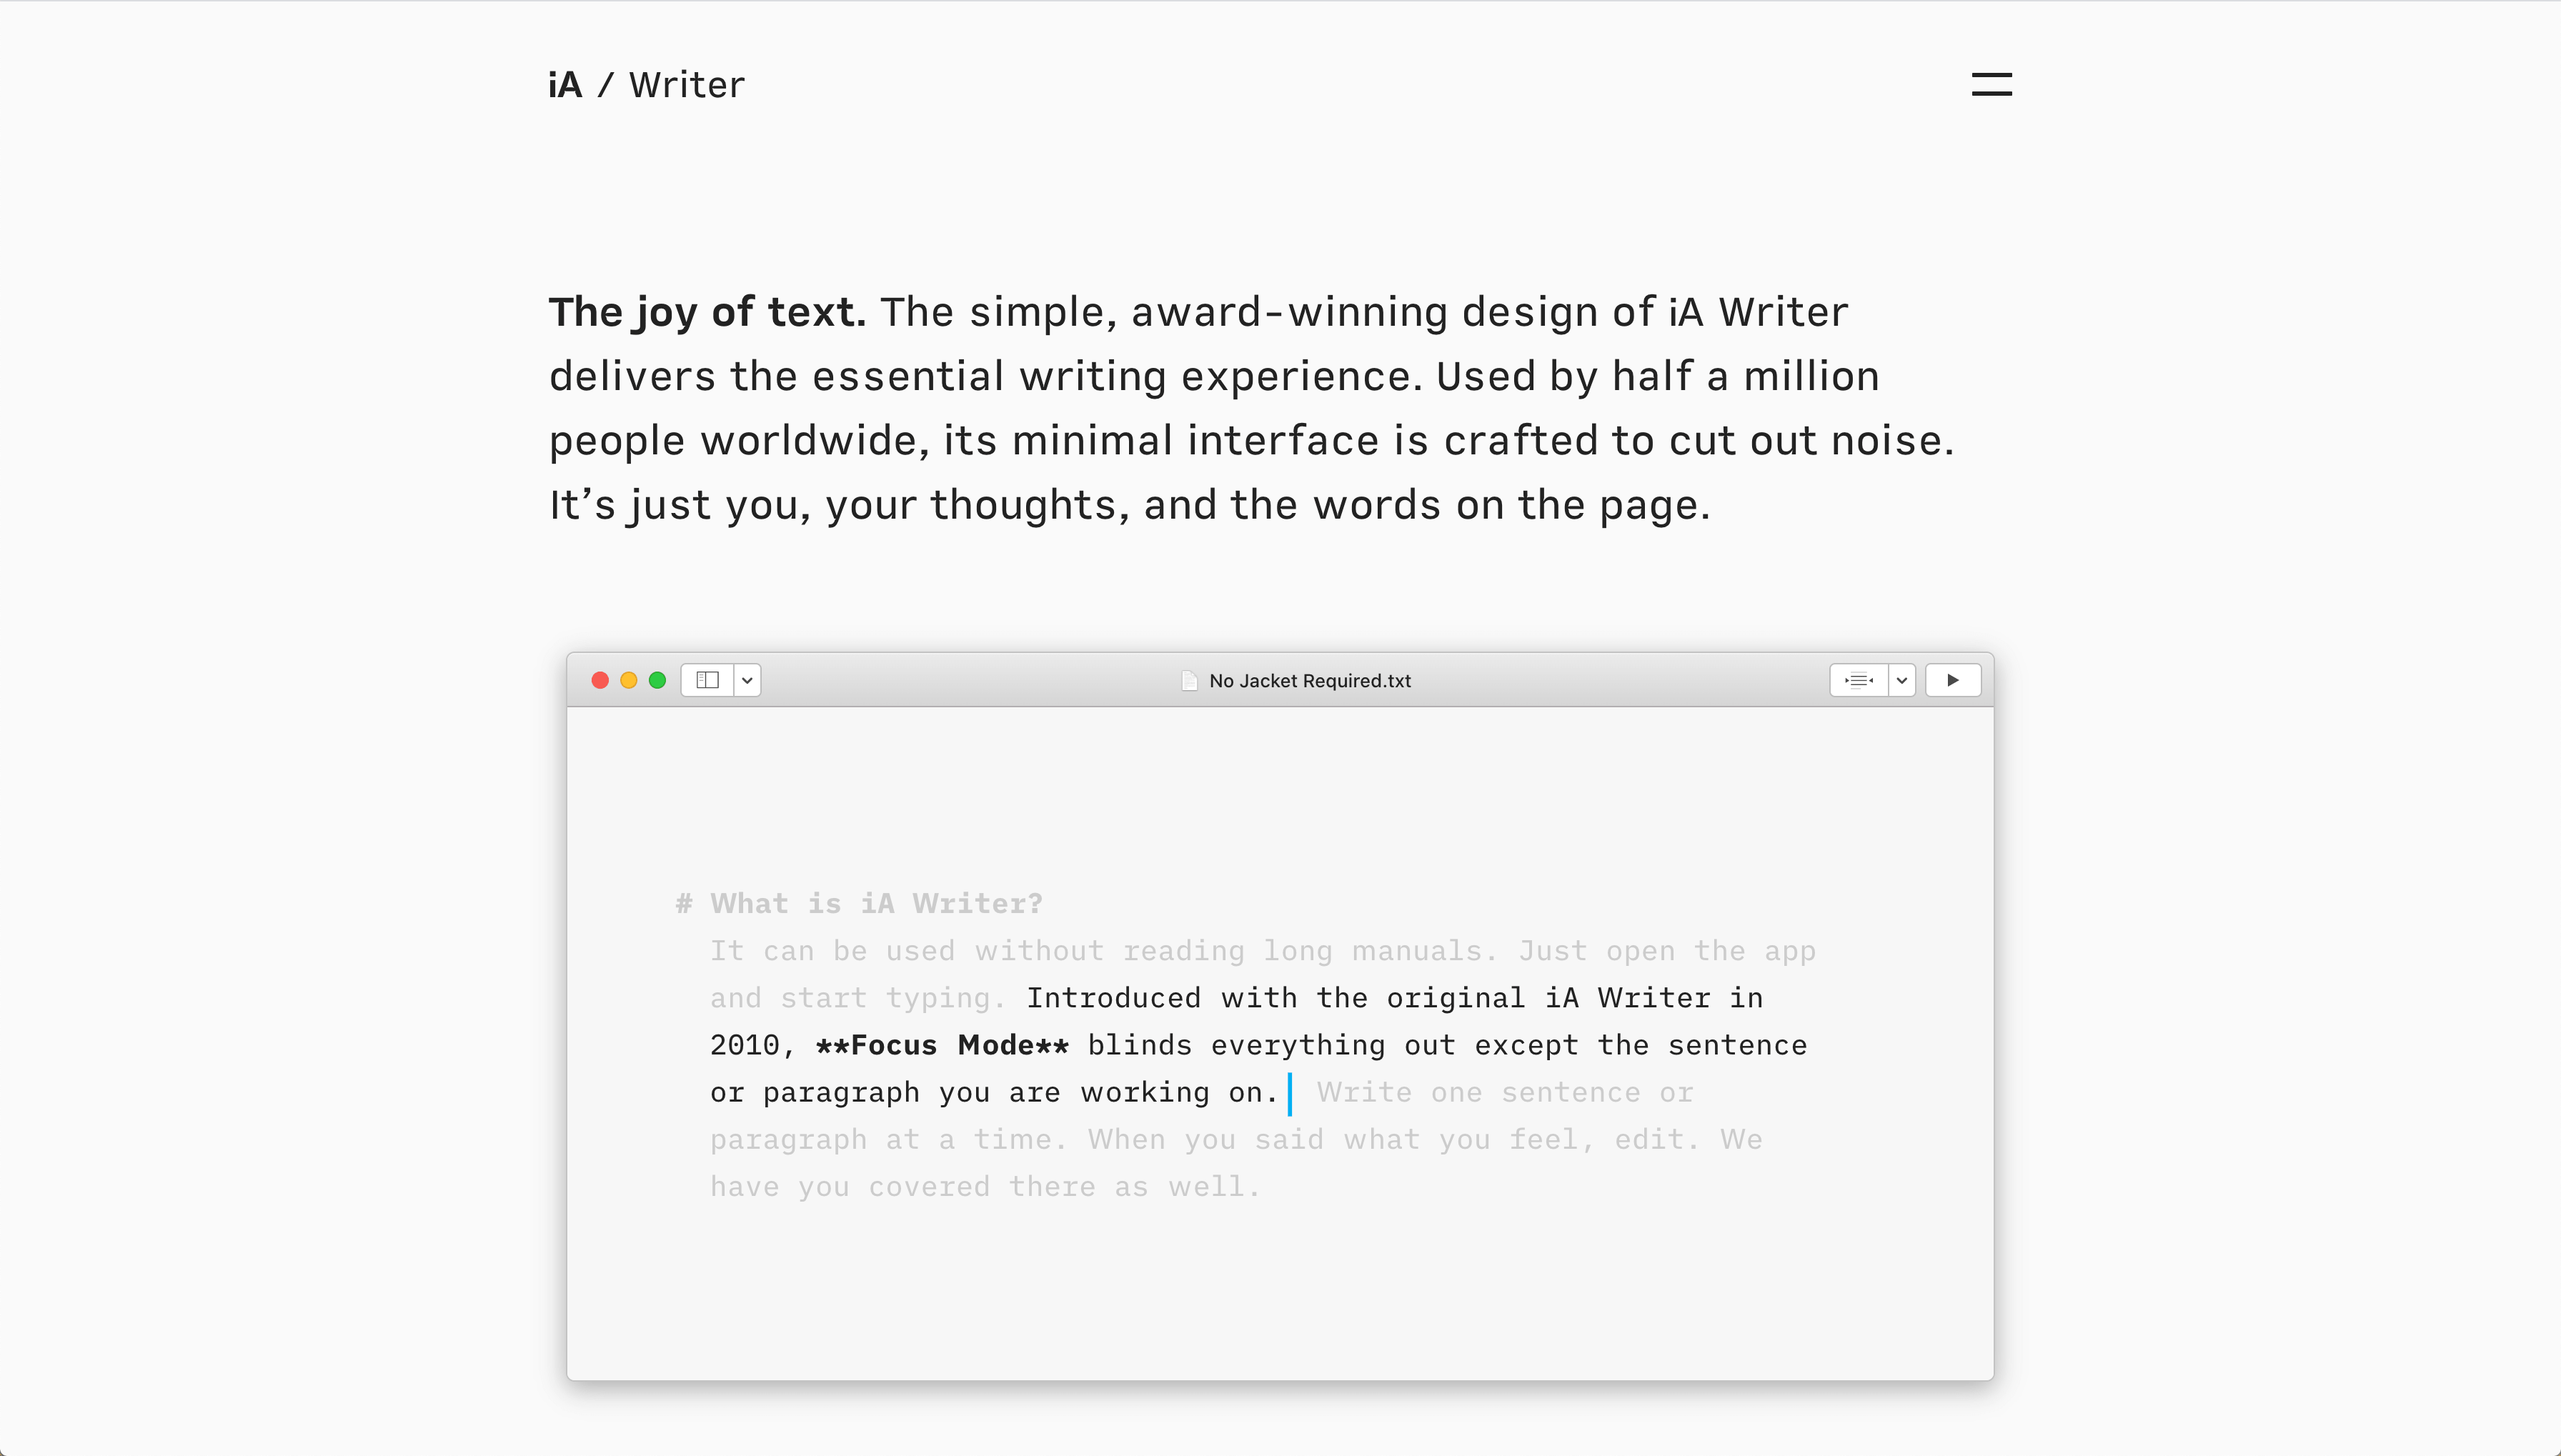 iA / Writer
The joy of text. The simple, award-winning design of iA Writer
delivers the essential writing experience. Used by half a million
people worldwide, its minimal interface is crafted to cut out noise.
It’s just you, your thoughts, and the words on the page.
No Jacket Required.txt
# What is iA Writer?
It can be used without reading long manuals. Just open the app
and start typing. Introduced with the original iA Writer in
2010, **Focus Mode** blinds everything out except the sentence
or paragraph you are working on. Write one sentence or
paragraph at a time. When you said what you feel, edit. We
have you covered there as well.